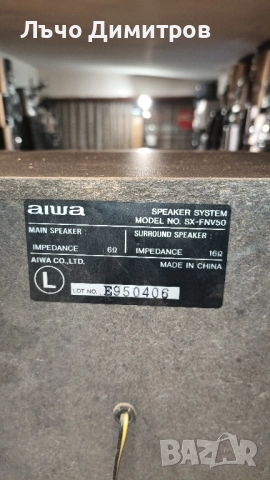 Лъчо Димитров
aiwa
SPEAKER SYSTEM
MODEL NO. SX-FNV50
MAIN SPEAKER :
IMPEDANCE 6Ω
SURROUND SPEAKER :
IMPEDANCE 16Ω
AIWA CO.,LTD.
MADE IN CHINA
L
LOT NO. E950406
bazar